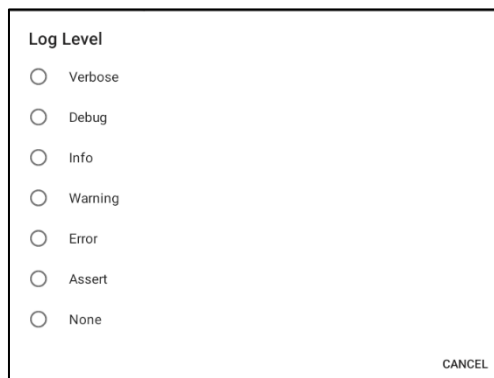 Log Level
Verbose
Debug
Info
Warning
Error
Assert
None
CANCEL